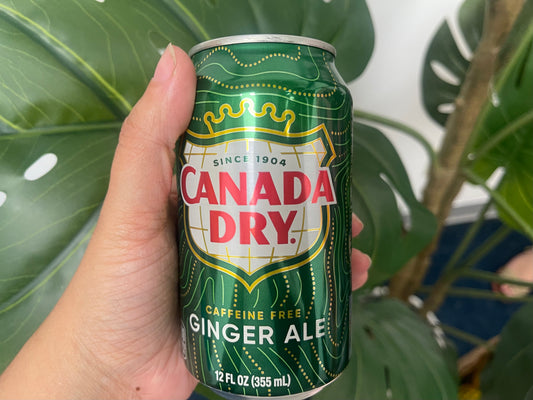 SINCE 1904
CANADA
DRY.
CAFFEINE FREE
GINGER ALE
12 FL OZ (355 mL)